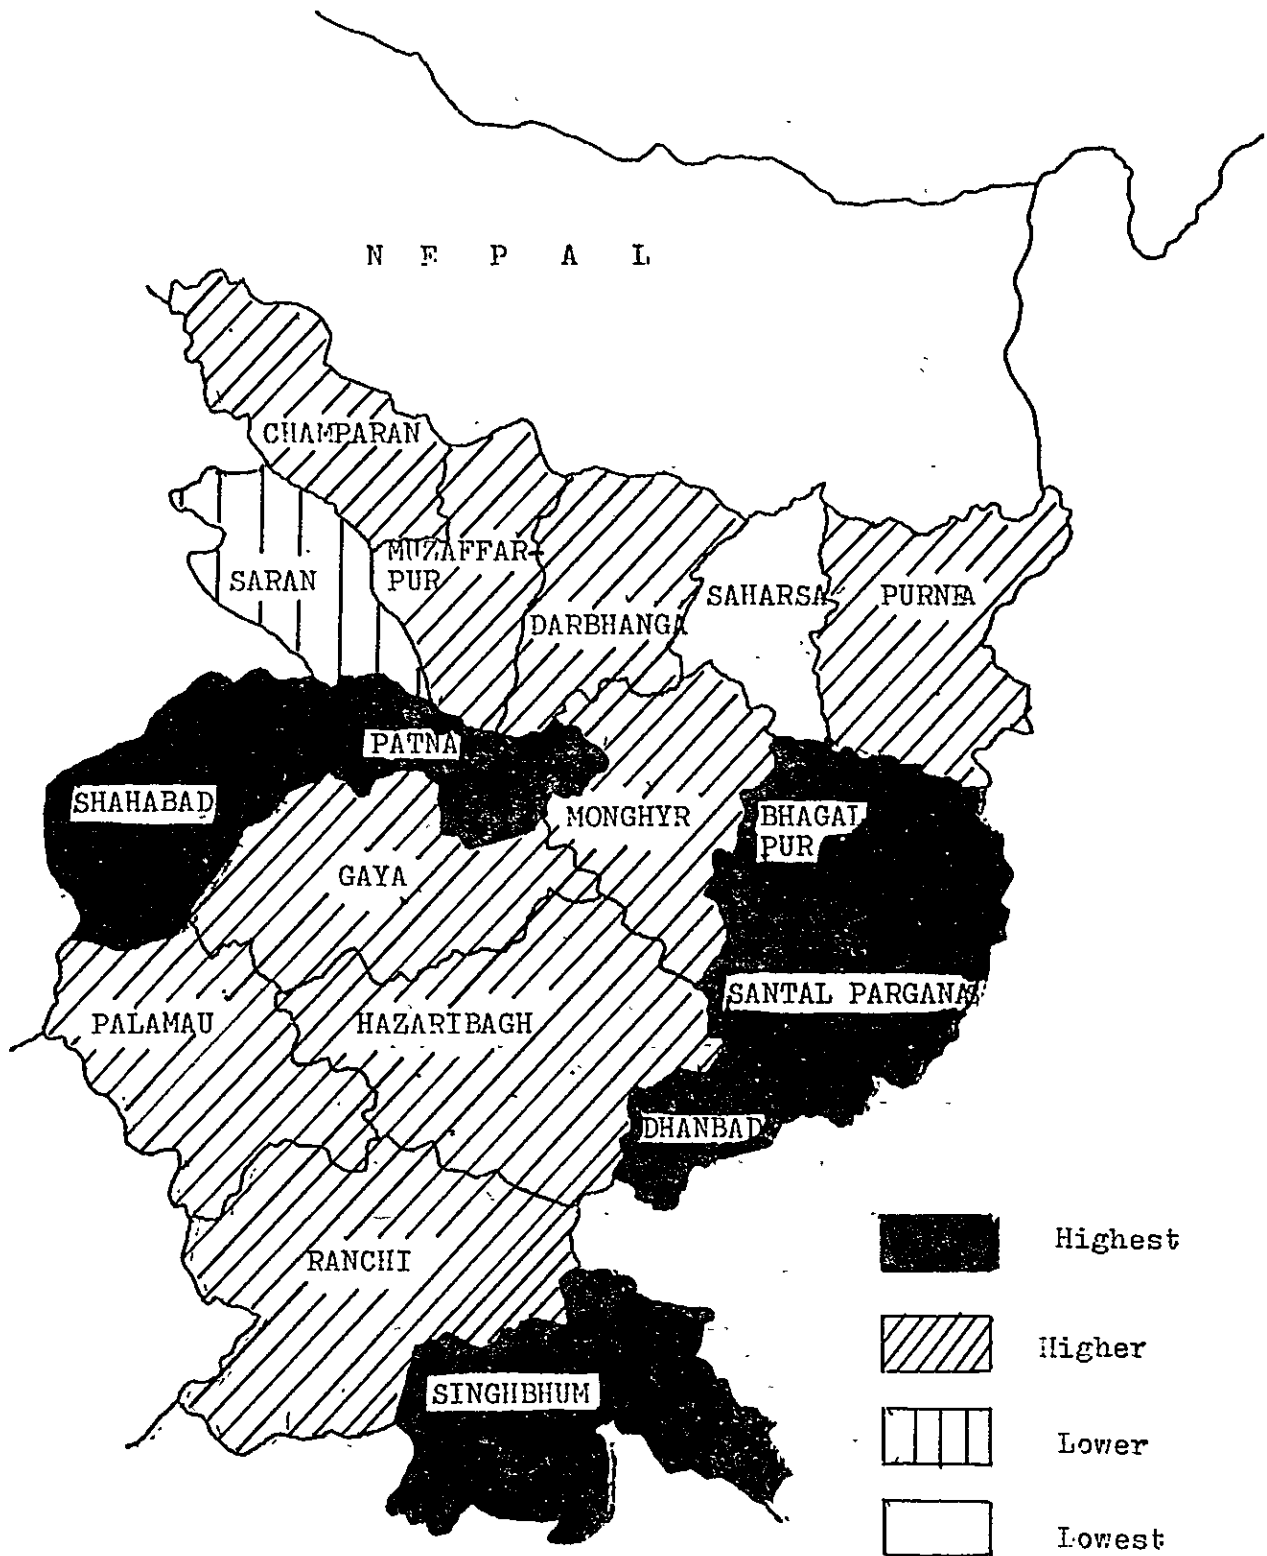 N E P A L
CHAMPARAN
MUZAFFAR-
PUR
SARAN
SAHARSA
PURNEA
DARBHANGA
PATNA
SHAHABAD
MONGHYR
BHAGAL
PUR
GAYA
SANTAL PARGANAS
PALAMAU
HAZARIBAGH
DHANBAD
RANCHI
SINGHBHUM
Highest
Higher
Lower
Lowest